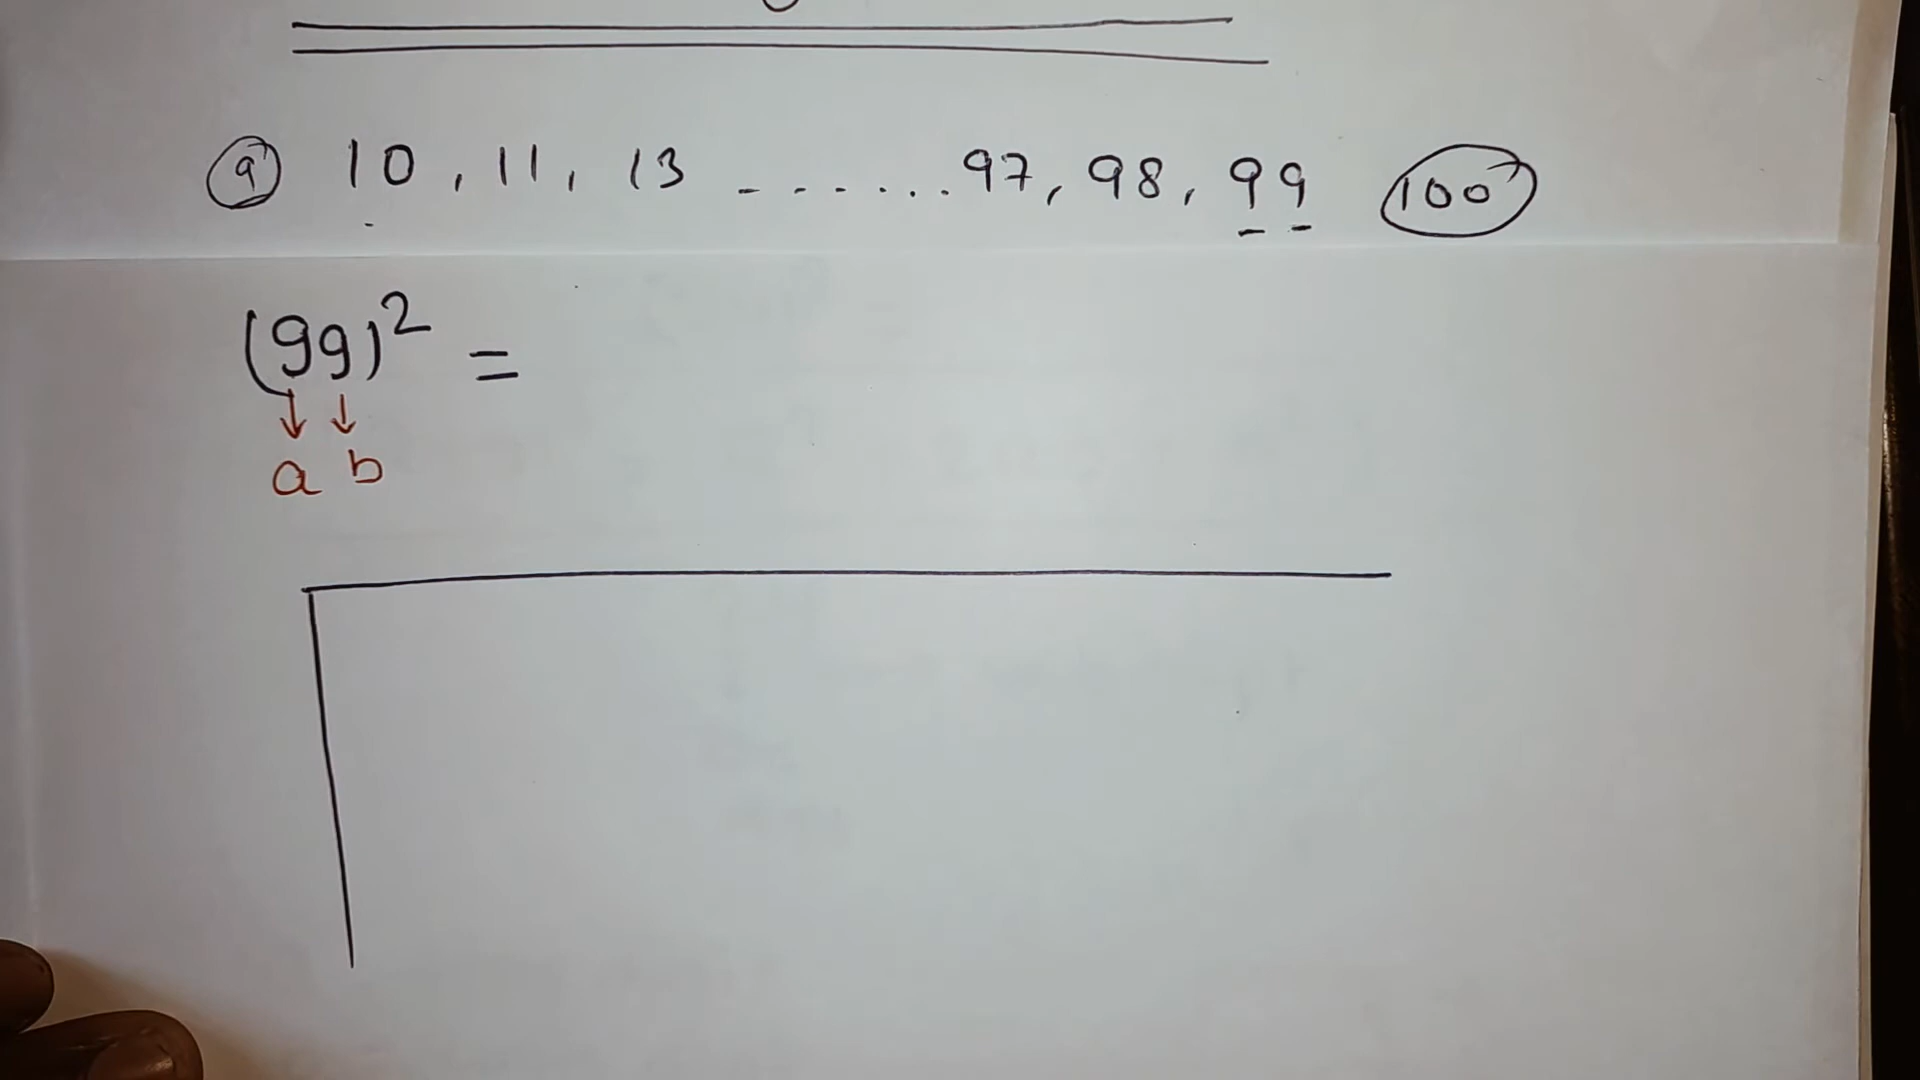 9 10, 11, 13 - - - . . . . 97, 98, 99 100
(99)² =
↓ ↓
a b